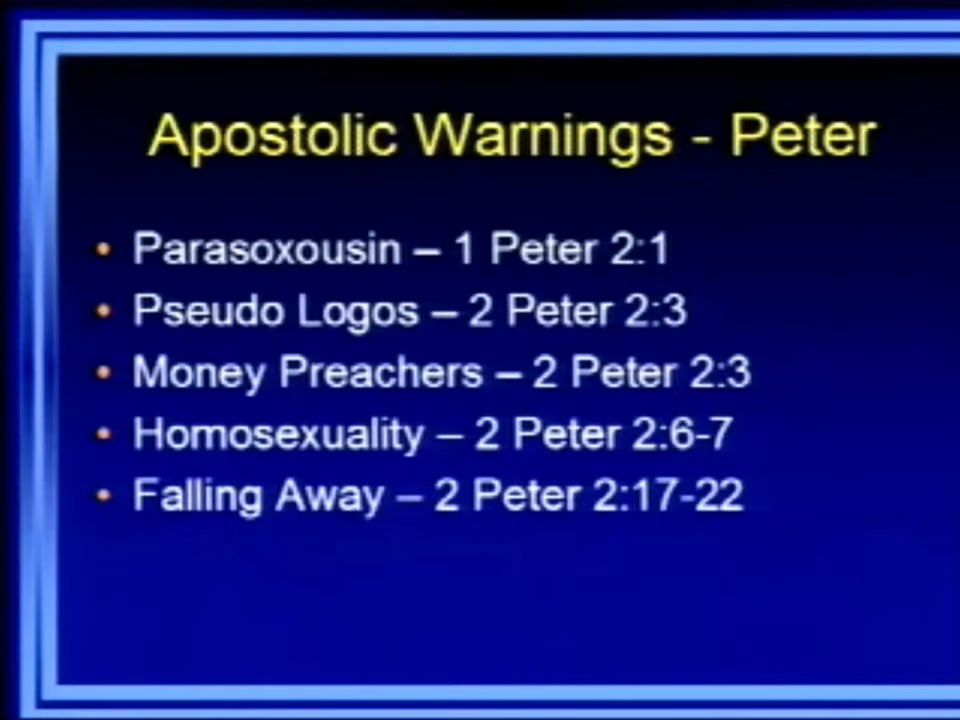 Apostolic Warnings - Peter
• Parasoxousin – 1 Peter 2:1
• Pseudo Logos – 2 Peter 2:3
• Money Preachers – 2 Peter 2:3
• Homosexuality – 2 Peter 2:6-7
• Falling Away – 2 Peter 2:17-22